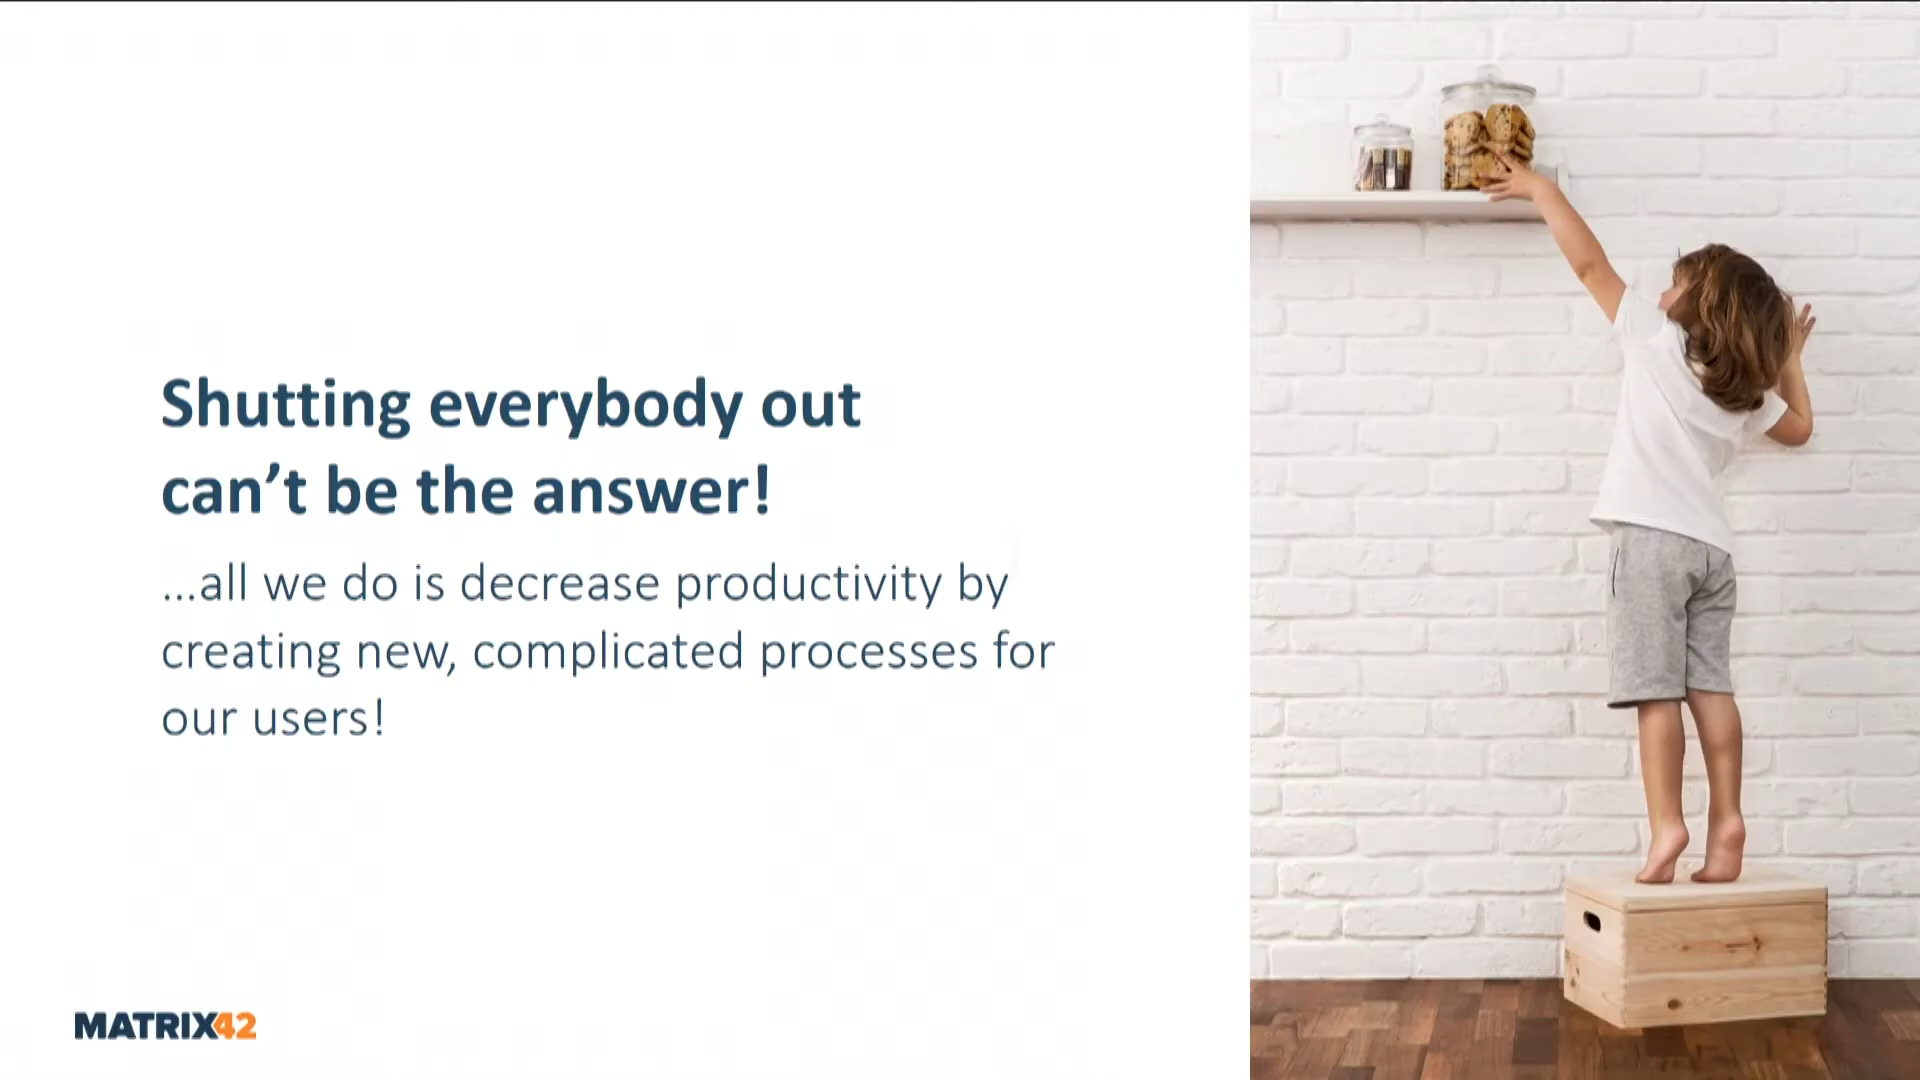 Shutting everybody out
can’t be the answer!
...all we do is decrease productivity by
creating new, complicated processes for
our users!
MATRIX42